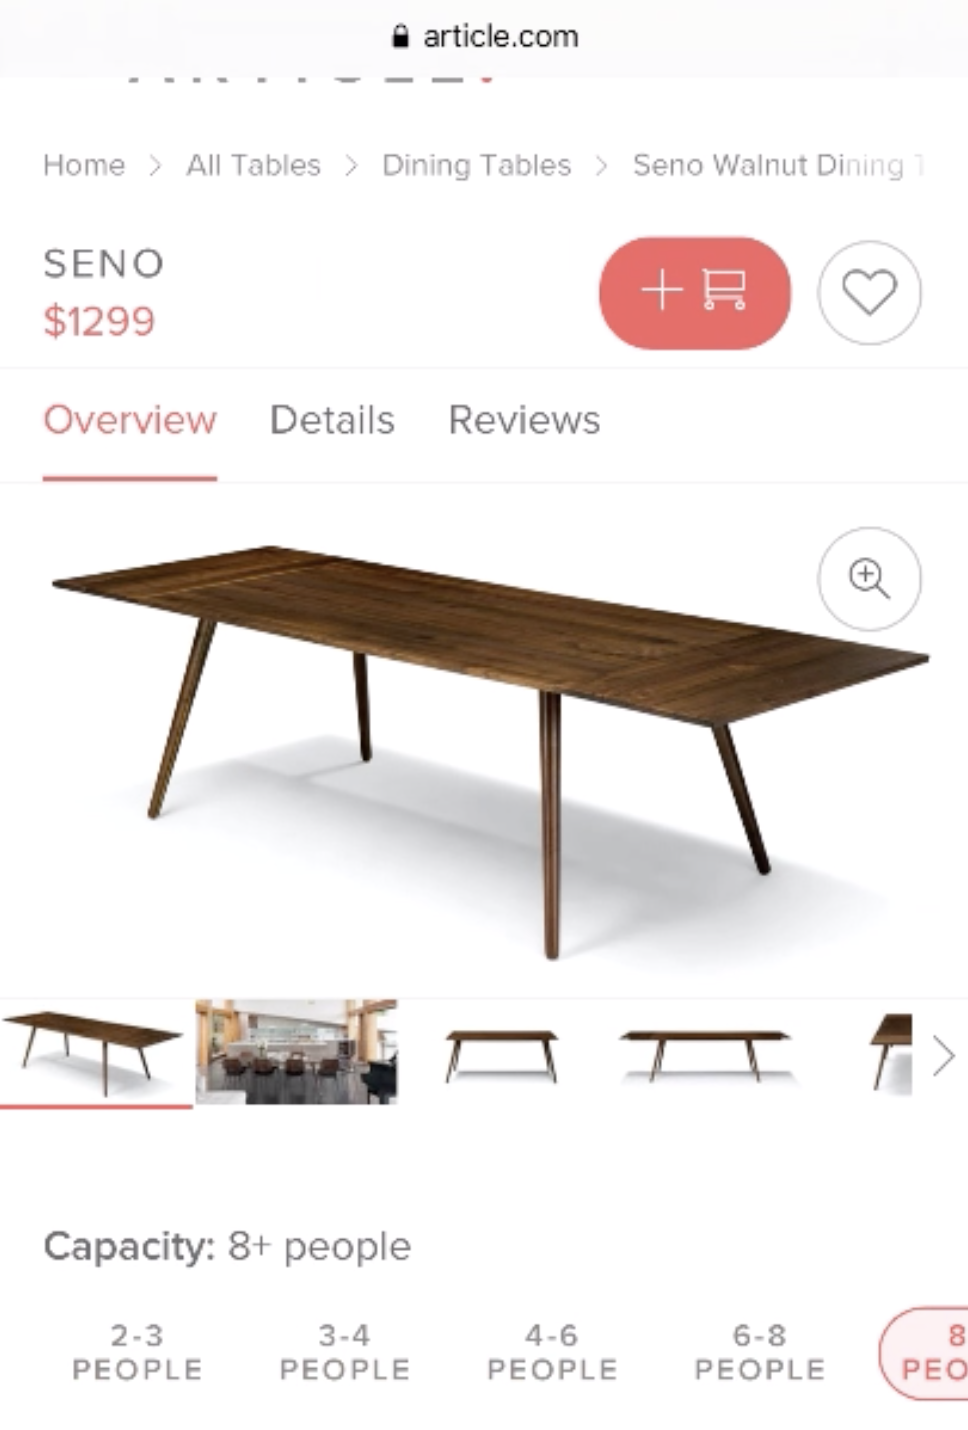 article.com
Home > All Tables > Dining Tables > Seno Walnut Dining
SENO
$1299
Overview Details Reviews
Capacity: 8+ people
2-3 3-4 4-6 6-8 8
PEOPLE PEOPLE PEOPLE PEOPLE PEO